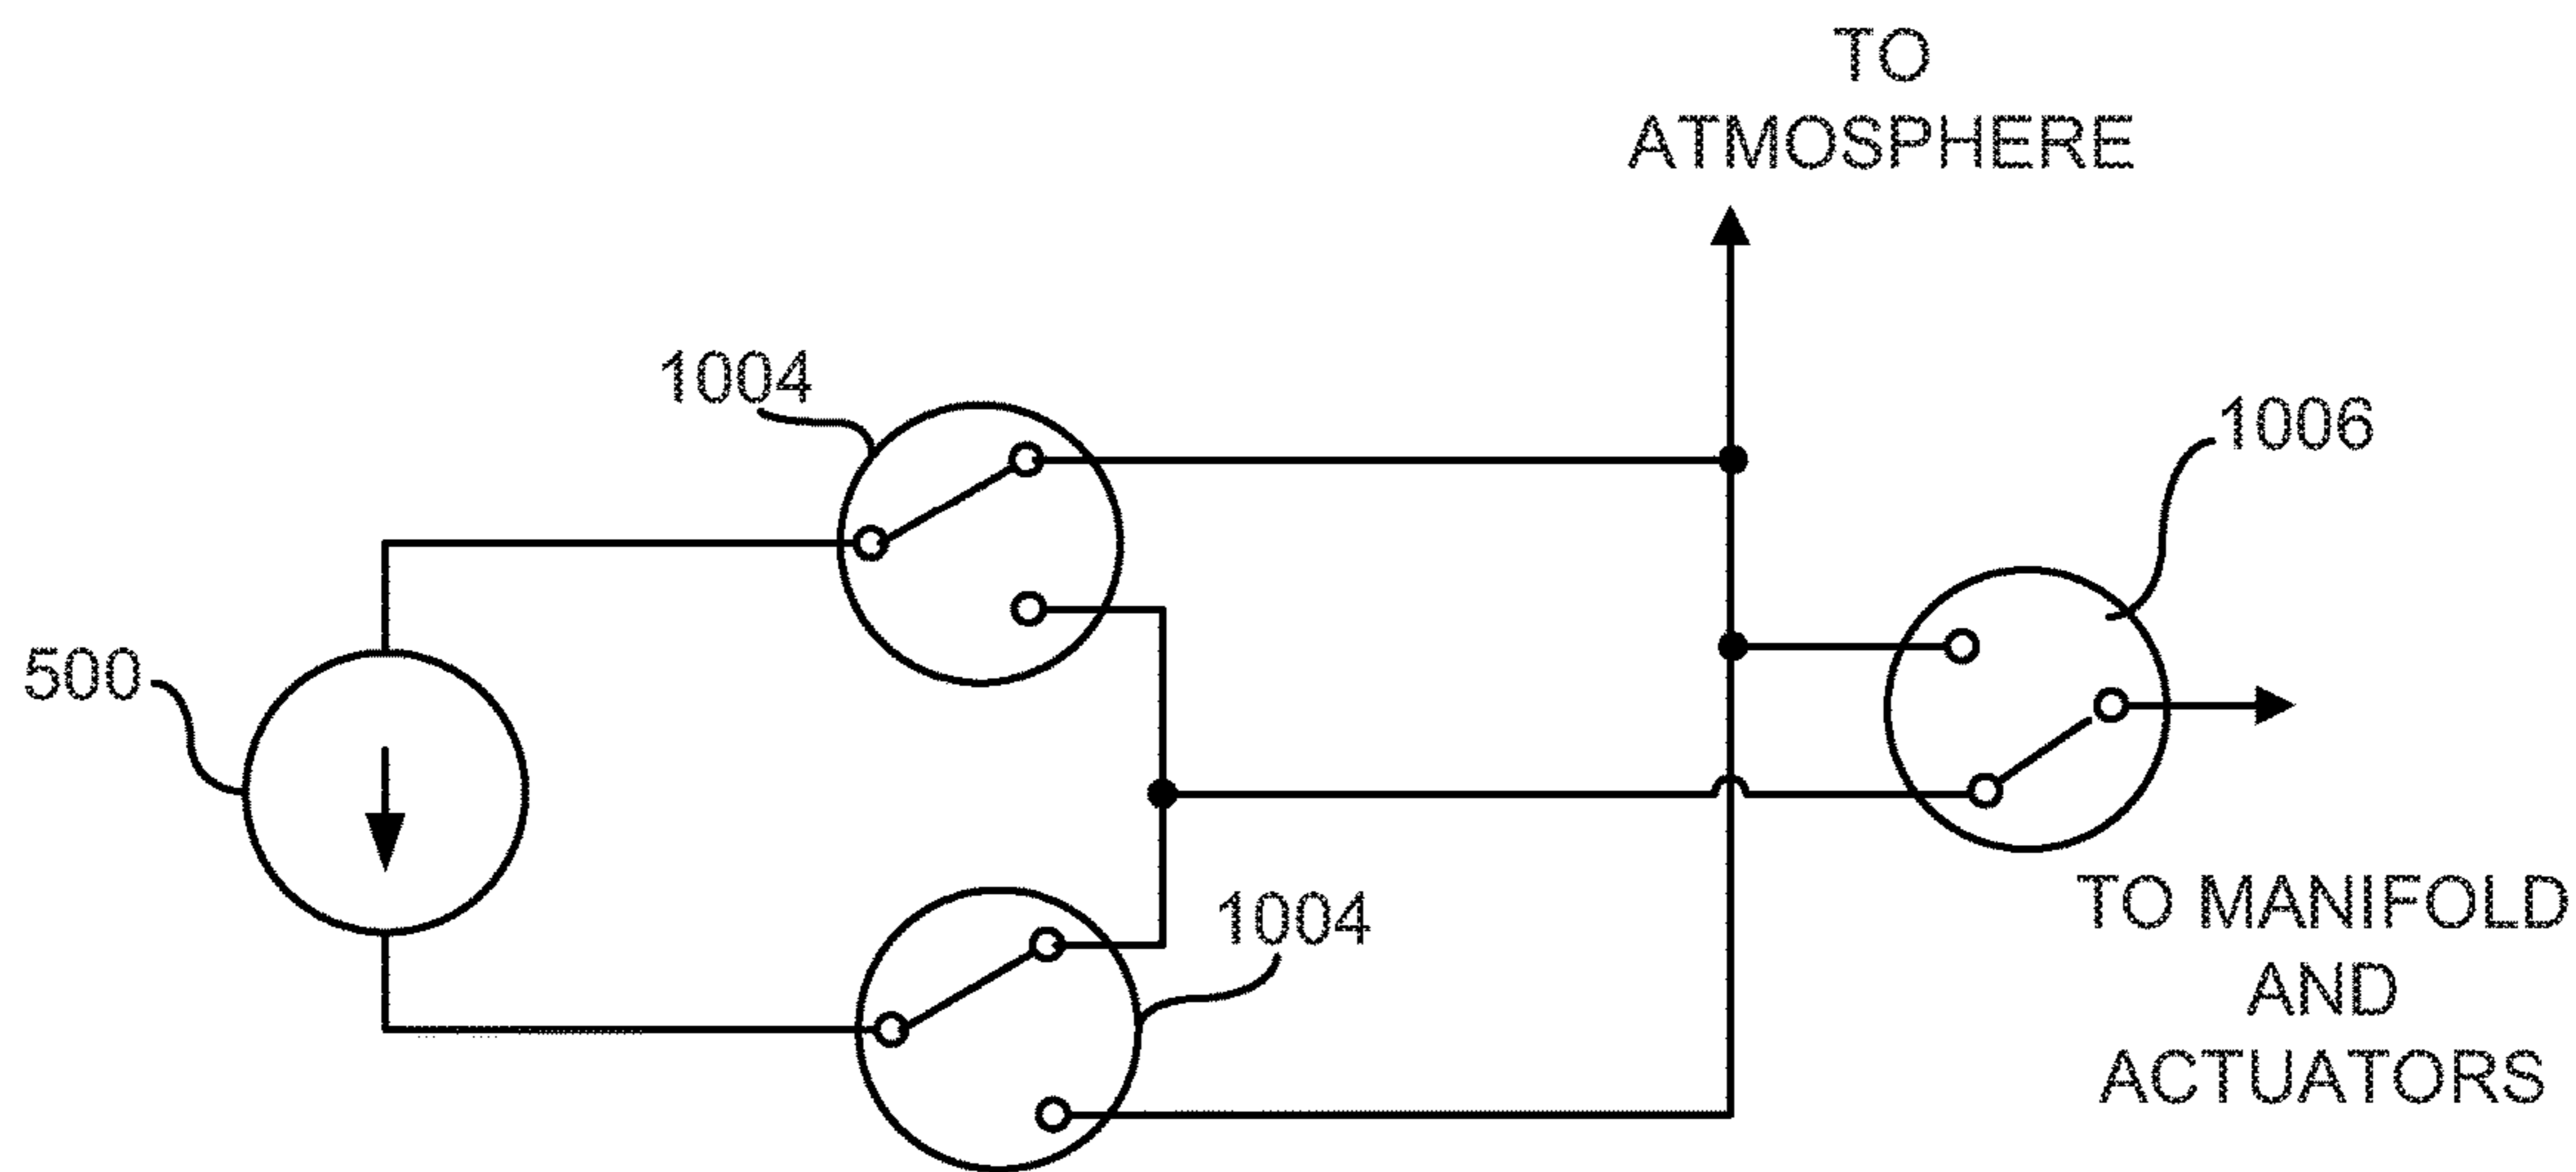 TO
ATMOSPHERE
1004
1006
500
1004
TO MANIFOLD
AND
ACTUATORS